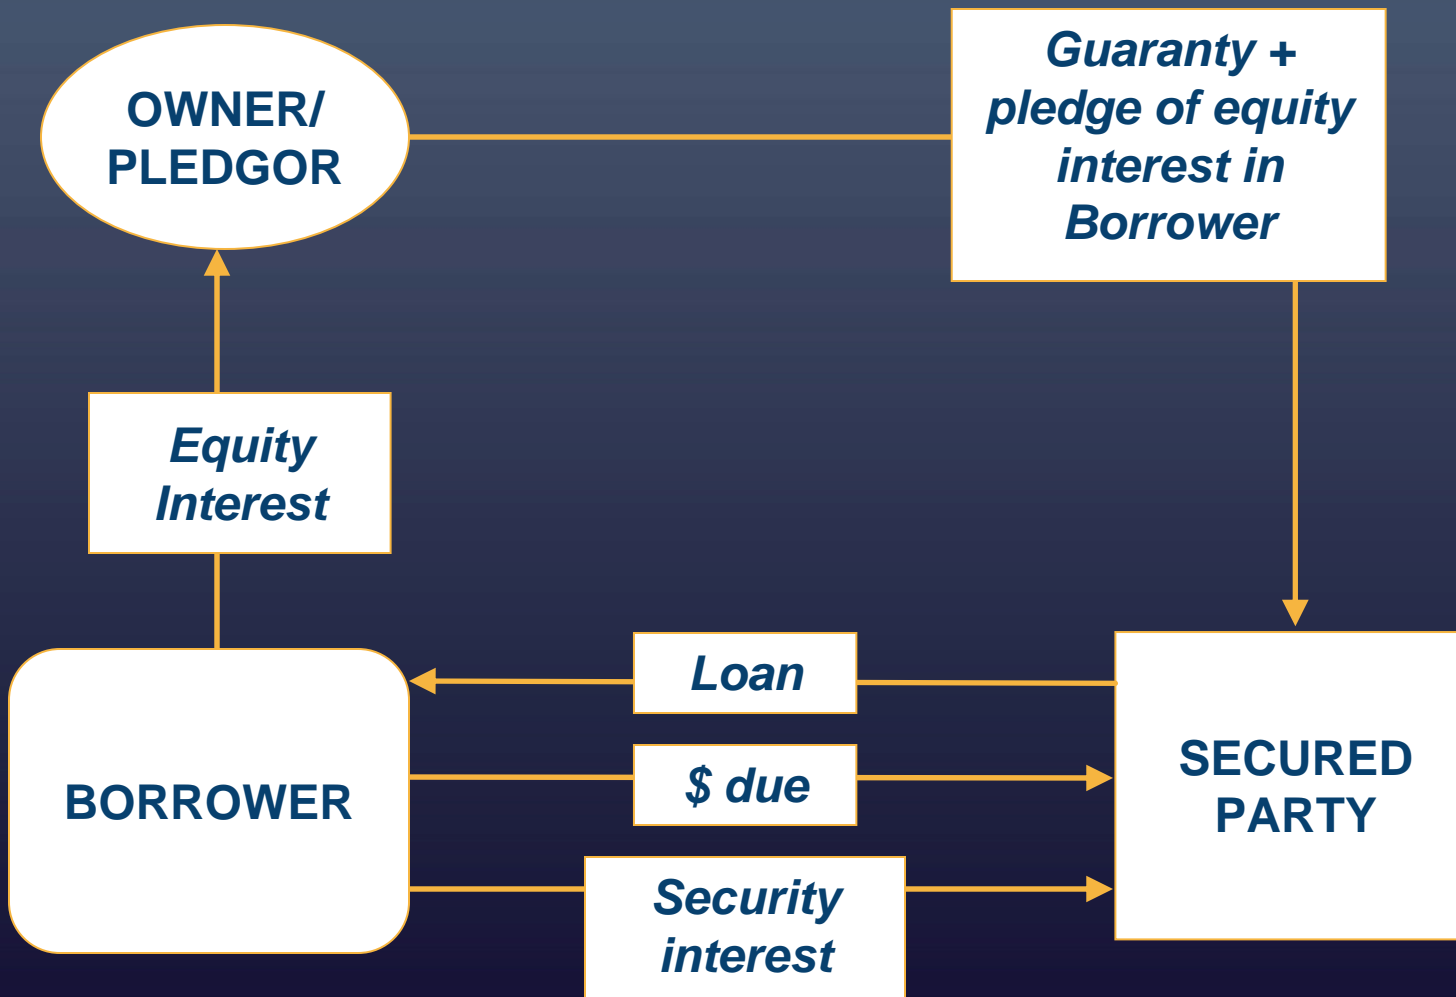 OWNER/
PLEDGOR
Guaranty +
pledge of equity
interest in
Borrower
Equity
Interest
Loan
$ due
Security
interest
BORROWER
SECURED
PARTY